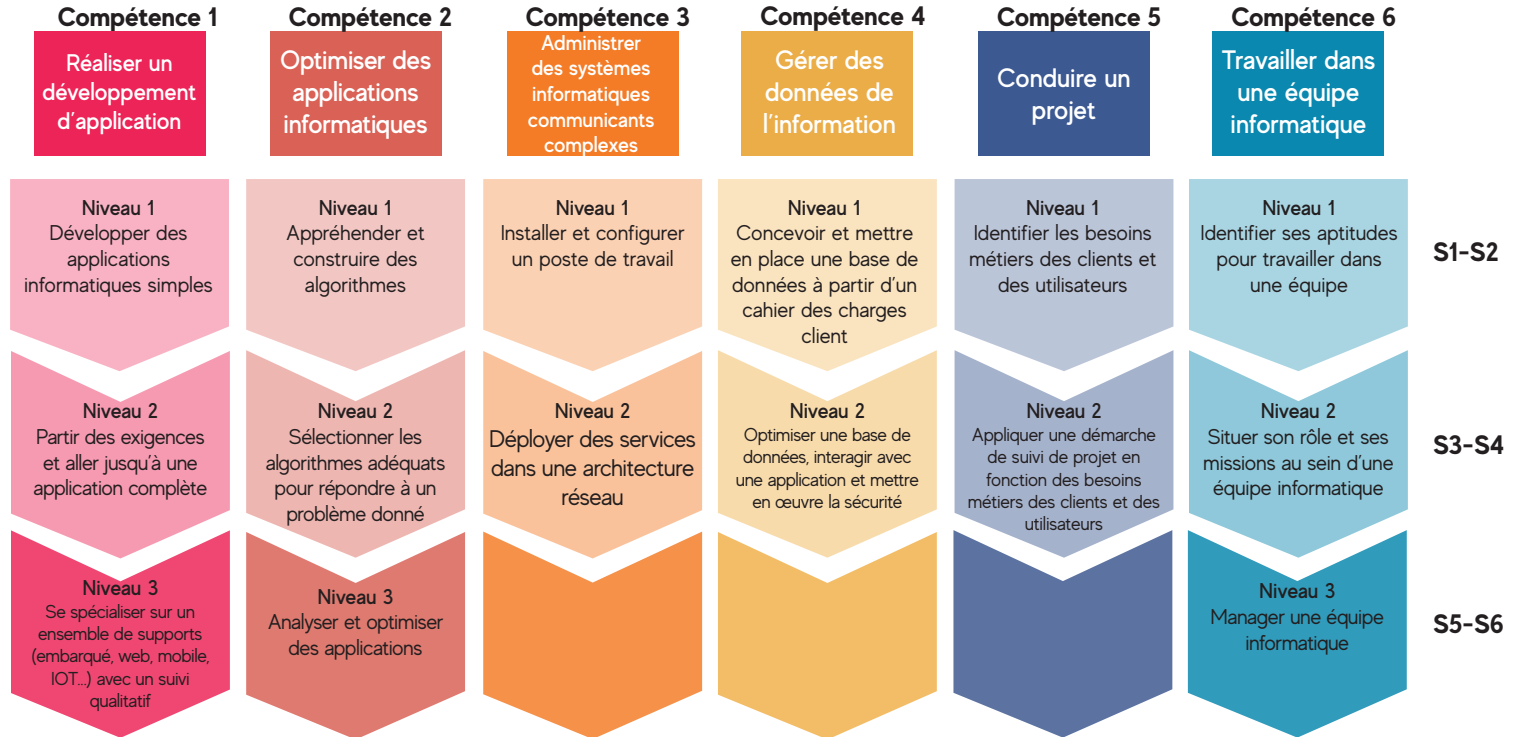 Compétence 1
Réaliser un
développement
d'application
Compétence 2
Optimiser des
applications
informatiques
Compétence 3
Administrer
des systèmes
informatiques
communicants
complexes
Compétence 4
Gérer des
données de
l'information
Compétence 5
Conduire un
projet
Compétence 6
Travailler dans
une équipe
informatique
Niveau 1
Développer des
applications
informatiques simples
Niveau 1
Appréhender et
construire des
algorithmes
Niveau 1
Installer et configurer
un poste de travail
Niveau 1
Concevoir et mettre
en place une base de
données à partir d'un
cahier des charges
client
Niveau 1
Identifier les besoins
métiers des clients et
des utilisateurs
Niveau 1
Identifier ses aptitudes
pour travailler dans
une équipe
S1-S2
Niveau 2
Partir des exigences
et aller jusqu'à une
application complète
Niveau 2
Sélectionner les
algorithmes adéquats
pour répondre à un
problème donné
Niveau 2
Déployer des services
dans une architecture
réseau
Niveau 2
Optimiser une base de
données, interagir avec
une application et mettre
en œuvre la sécurité
Niveau 2
Appliquer une démarche
de suivi de projet en
fonction des besoins
métiers des clients et des
utilisateurs
Niveau 2
Situer son rôle et ses
missions au sein d'une
équipe informatique
S3-S4
Niveau 3
Se spécialiser sur un
ensemble de supports
(embarqué, web, mobile,
IOT...) avec un suivi
qualitatif
Niveau 3
Analyser et optimiser
des applications
Niveau 3
Manager une équipe
informatique
S5-S6